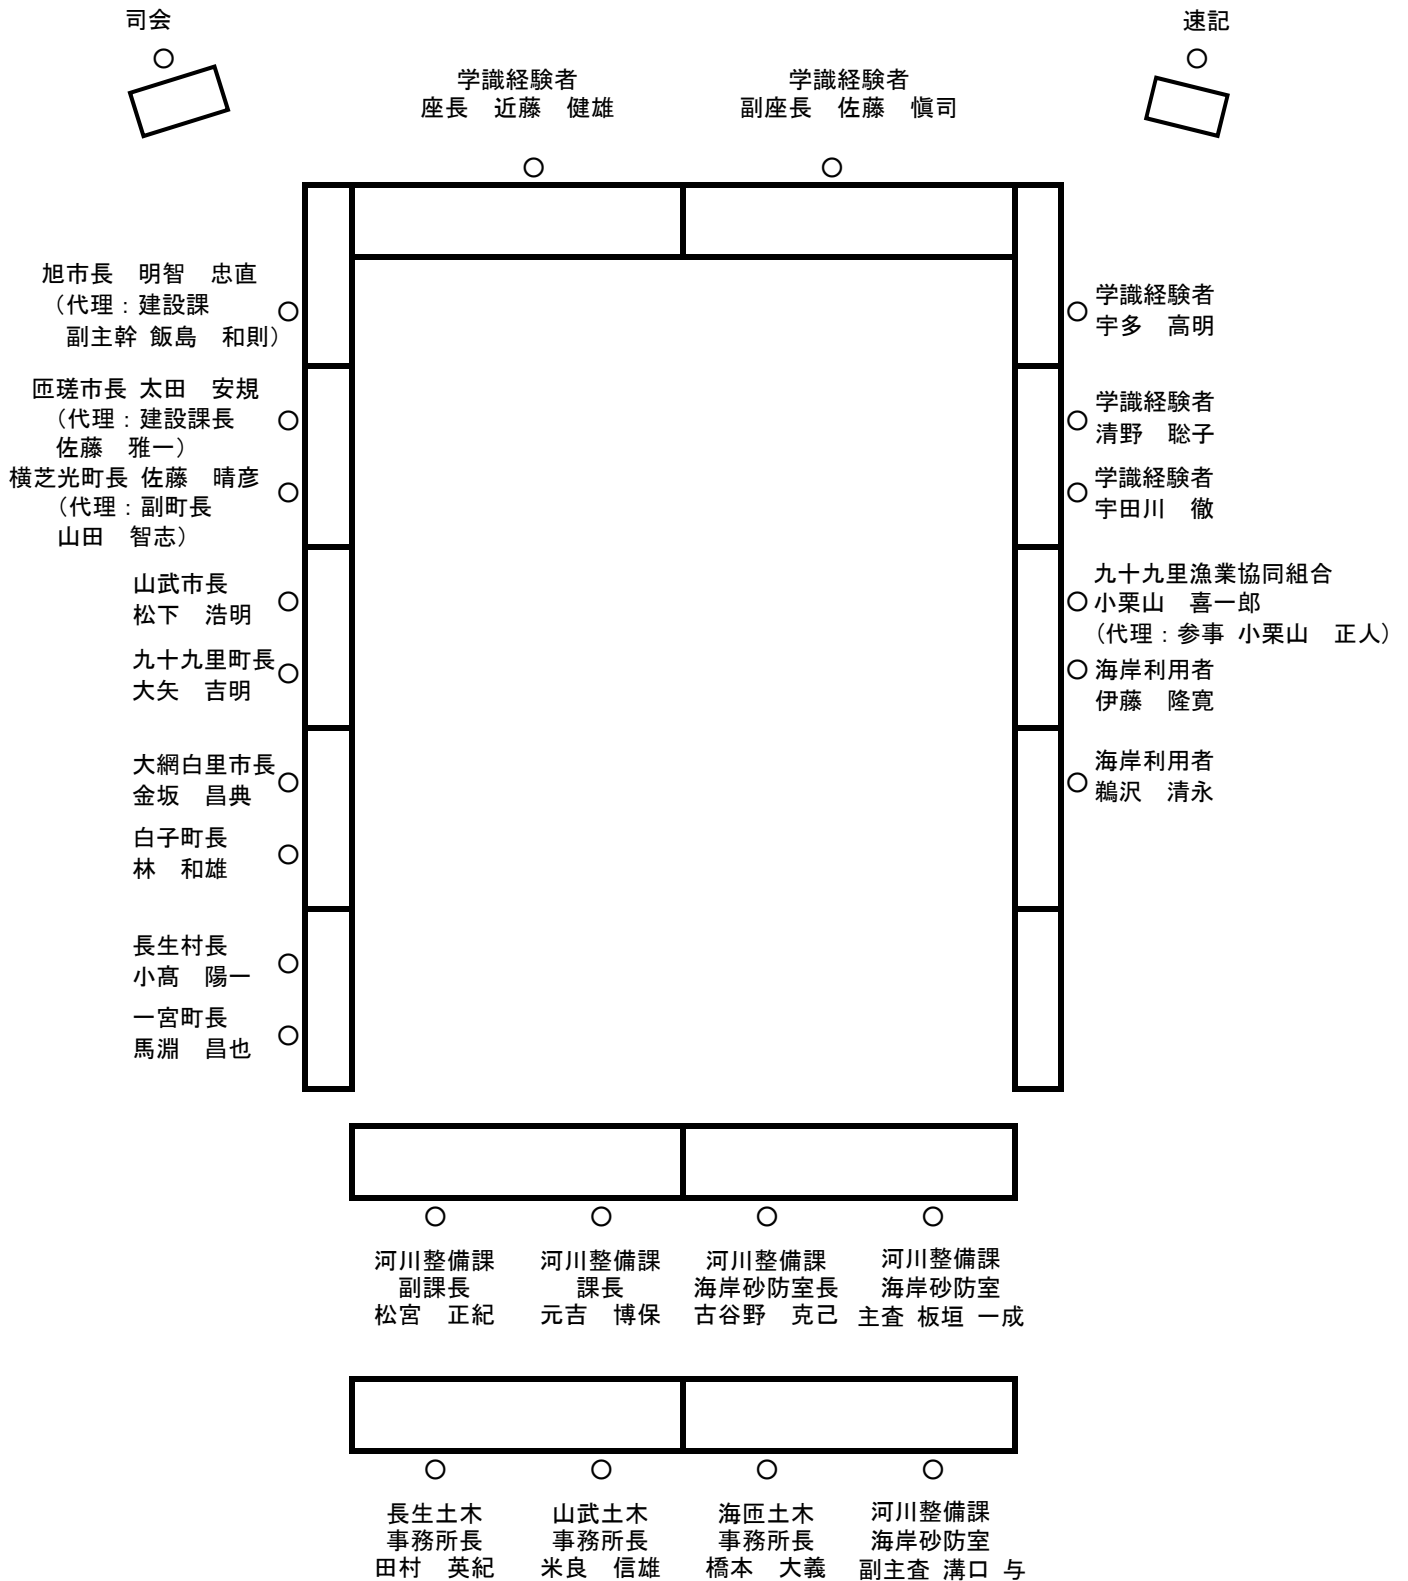 司会
速記
学識経験者
座長　近藤　健雄
学識経験者
副座長　佐藤　愼司
旭市長　明智　忠直
（代理：建設課
副主幹 飯島　和則）
匝瑳市長 太田　安規
（代理：建設課長
佐藤　雅一）
横芝光町長 佐藤　晴彦
（代理：副町長
山田　智志）
山武市長
松下　浩明
九十九里町長
大矢　吉明
大網白里市長
金坂　昌典
白子町長
林　和雄
長生村長
小髙　陽一
一宮町長
馬淵　昌也
学識経験者
宇多　高明
学識経験者
清野　聡子
学識経験者
宇田川　徹
九十九里漁業協同組合
小栗山　喜一郎
（代理：参事 小栗山　正人）
海岸利用者
伊藤　隆寛
海岸利用者
鵜沢　清永
河川整備課
副課長
松宮　正紀
河川整備課
課長
元吉　博保
河川整備課
海岸砂防室長
古谷野　克己
河川整備課
海岸砂防室
主査 板垣 一成
長生土木
事務所長
田村　英紀
山武土木
事務所長
米良　信雄
海匝土木
事務所長
橋本　大義
河川整備課
海岸砂防室
副主査 溝口 与